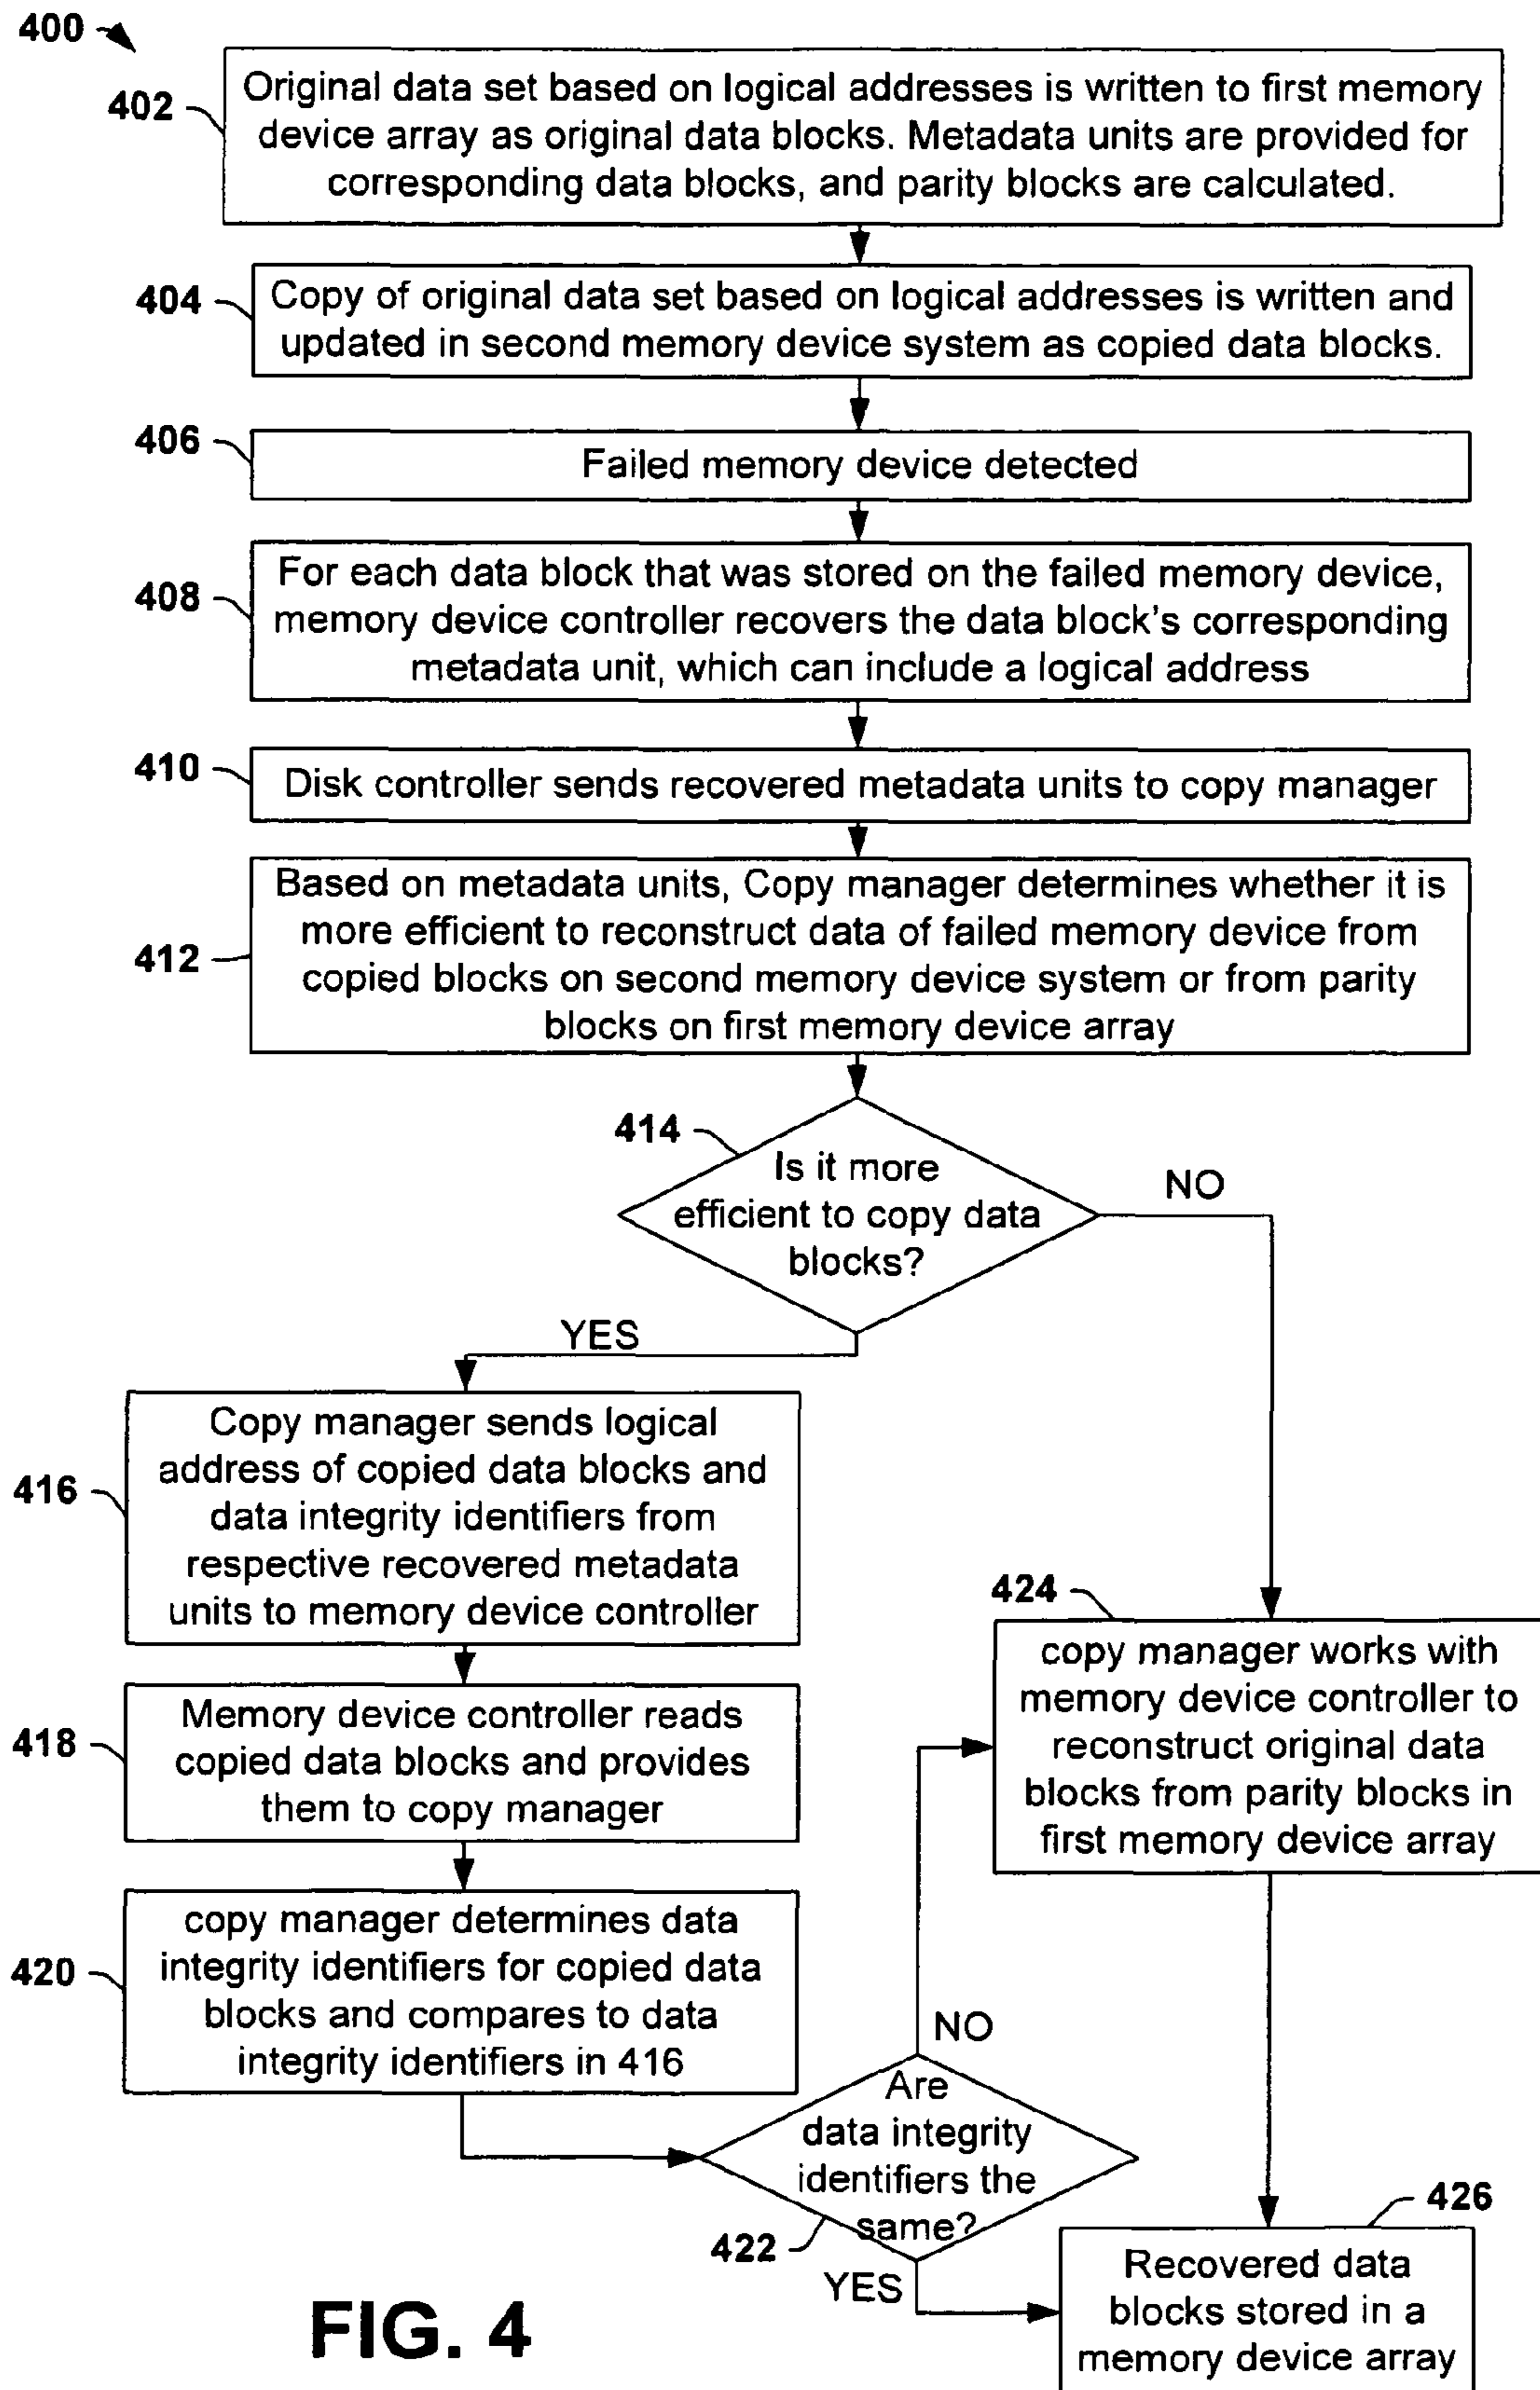 400
402
Original data set based on logical addresses is written to first memory
device array as original data blocks. Metadata units are provided for
corresponding data blocks, and parity blocks are calculated.
404
Copy of original data set based on logical addresses is written and
updated in second memory device system as copied data blocks.
406
Failed memory device detected
408
For each data block that was stored on the failed memory device,
memory device controller recovers the data block's corresponding
metadata unit, which can include a logical address
410
Disk controller sends recovered metadata units to copy manager
412
Based on metadata units, Copy manager determines whether it is
more efficient to reconstruct data of failed memory device from
copied blocks on second memory device system or from parity
blocks on first memory device array
414
Is it more
efficient to copy data
blocks?
NO
YES
416
Copy manager sends logical
address of copied data blocks and
data integrity identifiers from
respective recovered metadata
units to memory device controller
418
Memory device controller reads
copied data blocks and provides
them to copy manager
420
copy manager determines data
integrity identifiers for copied data
blocks and compares to data
integrity identifiers in 416
422
Are
data integrity
identifiers the
same?
NO
YES
424
copy manager works with
memory device controller to
reconstruct original data
blocks from parity blocks in
first memory device array
426
Recovered data
blocks stored in a
memory device array
FIG. 4